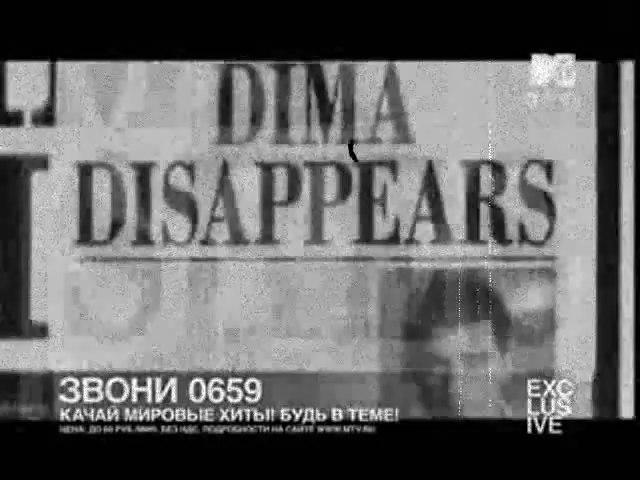 DIMA
DISAPPEARS
ЗВОНИ 0659
КАЧАЙ МИРОВЫЕ ХИТЫ! БУДЬ В ТЕМЕ!
EXC
LUS
IVE